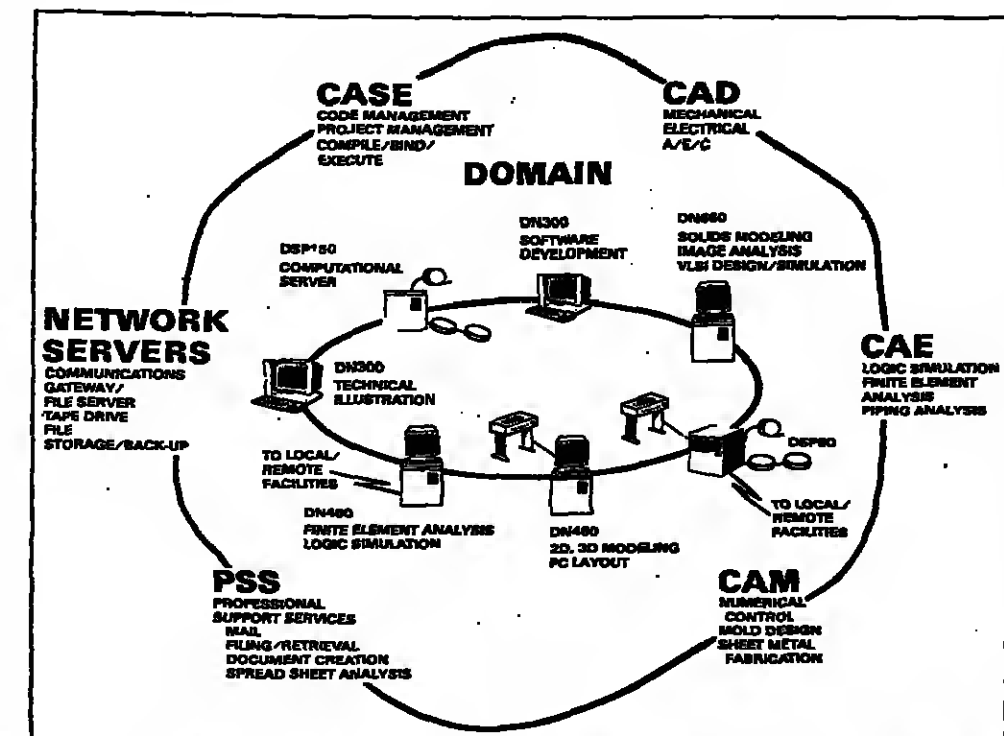 CASE
CODE MANAGEMENT
PROJECT MANAGEMENT
COMPILE/BIND/
EXECUTE
CAD
MECHANICAL
ELECTRICAL
A/E/C
DOMAIN
DSP160
COMPUTATIONAL
SERVER
DN300
SOFTWARE
DEVELOPMENT
DN660
SOLIDS MODELING
IMAGE ANALYSIS
VLSI DESIGN/SIMULATION
NETWORK
SERVERS
COMMUNICATIONS
GATEWAY/
FILE SERVER
TAPE DRIVE
FILE
STORAGE/BACK-UP
DN300
TECHNICAL
ILLUSTRATION
CAE
LOGIC SIMULATION
FINITE ELEMENT
ANALYSIS
PIPING ANALYSIS
TO LOCAL/
REMOTE
FACILITIES
DN460
FINITE ELEMENT ANALYSIS
LOGIC SIMULATION
DN460
2D, 3D MODELING
PC LAYOUT
DSP80
TO LOCAL/
REMOTE
FACILITIES
PSS
PROFESSIONAL
SUPPORT SERVICES
MAIL
FILING/RETRIEVAL
DOCUMENT CREATION
SPREAD SHEET ANALYSIS
CAM
NUMERICAL
CONTROL
MOLD DESIGN
SHEET METAL
FABRICATION